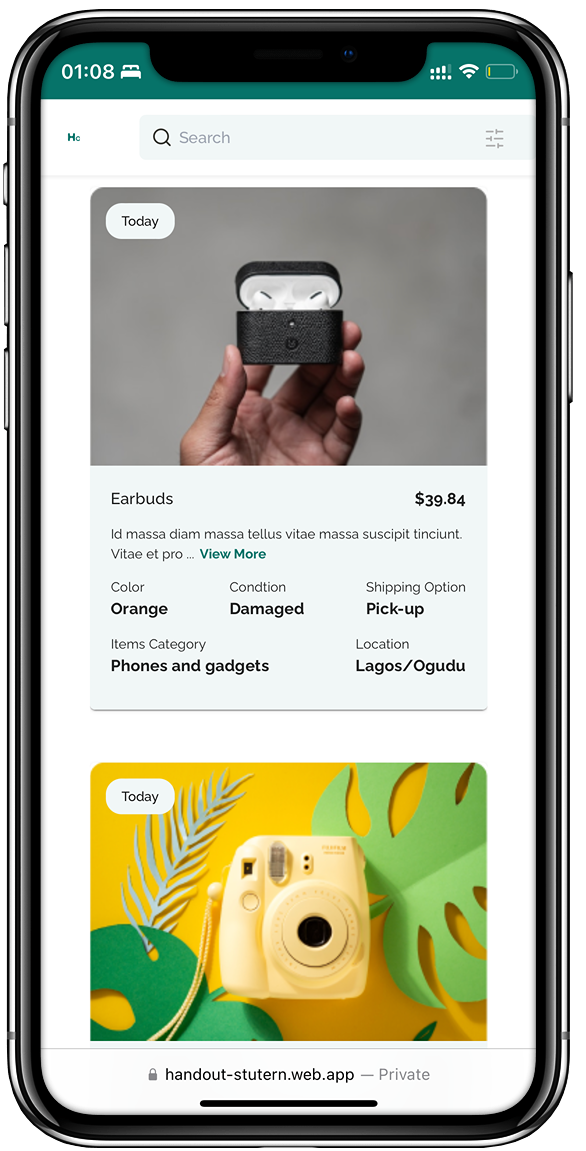 01:08
Hc
Search
Today
Earbuds $39.84
Id massa diam massa tellus vitae massa suscipit tinciunt.
Vitae et pro ... View More
Color Condtion Shipping Option
Orange Damaged Pick-up
Items Category Location
Phones and gadgets Lagos/Ogudu
Today
handout-stutern.web.app — Private